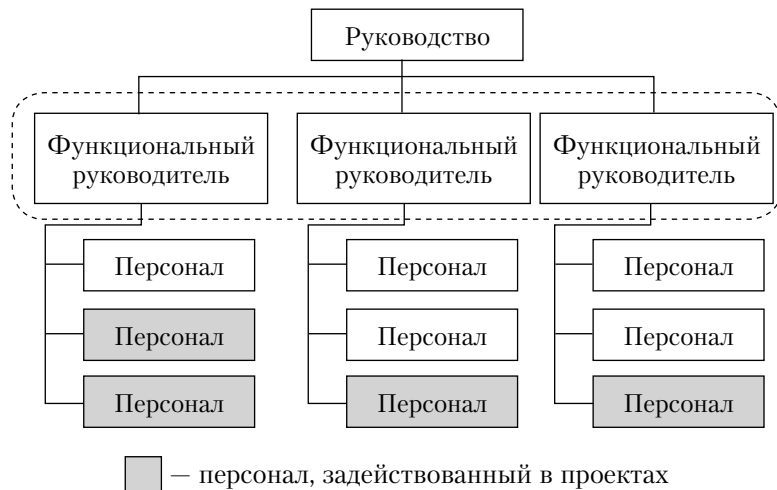 Руководство
Функциональный
руководитель
Функциональный
руководитель
Функциональный
руководитель
Персонал
Персонал
Персонал
Персонал
Персонал
Персонал
Персонал
Персонал
Персонал
— персонал, задействованный в проектах